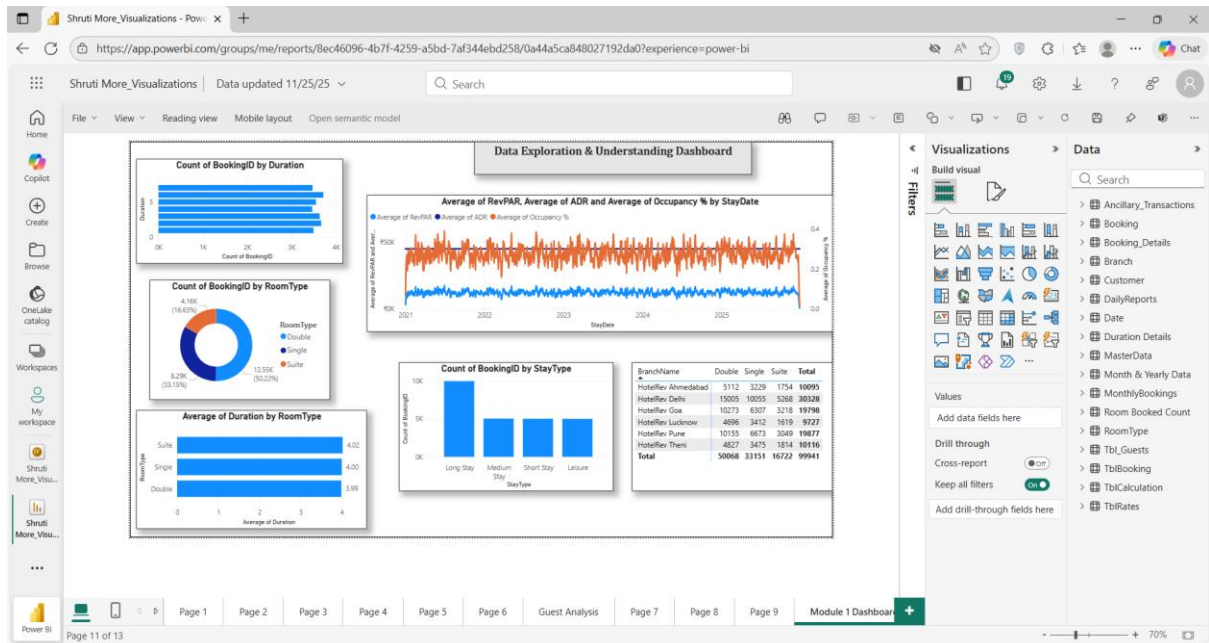 Shruti More_Visualizations - Powe
https://app.powerbi.com/groups/me/reports/8ec46096-4b7f-4259-a5bd-7af344ebd258/0a44a5ca848027192da0?experience=power-bi
Chat
Shruti More_Visualizations | Data updated 11/25/25
Search
19
File View Reading view Mobile layout Open semantic model
Home
Copilot
Create
Browse
OneLake
catalog
Workspaces
My
workspace
Shruti
More_Visu...
Shruti
More_Visu...
Power BI
Data Exploration & Understanding Dashboard
Count of BookingID by Duration
Duration
5
0
0K 1K 2K 3K 4K
Count of BookingID
Average of RevPAR, Average of ADR and Average of Occupancy % by StayDate
Average of RevPAR Average of ADR Average of Occupancy %
Average of RevPAR and Aver...
₹50K
₹0K
0.4
0.2
0.0
Average of Occupancy %
2021 2022 2023 2024 2025
StayDate
Count of BookingID by RoomType
4.16K
(16.63%)
8.29K
(33.15%)
12.55K
(50.22%)
RoomType
Double
Single
Suite
Average of Duration by RoomType
RoomType
Suite 4.02
Single 4.00
Double 3.99
0 1 2 3 4
Average of Duration
Count of BookingID by StayType
Count of BookingID
10K
5K
0K
Long Stay Medium Stay Short Stay Leisure
StayType
BranchName Double Single Suite Total
HotelRev Ahmedabad 5112 3229 1754 10095
HotelRev Delhi 15005 10055 5268 30328
HotelRev Goa 10273 6307 3218 19798
HotelRev Lucknow 4696 3412 1619 9727
HotelRev Pune 10155 6673 3049 19877
HotelRev Theni 4827 3475 1814 10116
Total 50068 33151 16722 99941
Filters
Visualizations
Build visual
Values
Add data fields here
Drill through
Cross-report Off
Keep all filters On
Add drill-through fields here
Data
Search
Ancillary_Transactions
Booking
Booking_Details
Branch
Customer
DailyReports
Date
Duration Details
MasterData
Month & Yearly Data
MonthlyBookings
Room Booked Count
RoomType
Tbl_Guests
TblBooking
TblCalculation
TblRates
Page 1 Page 2 Page 3 Page 4 Page 5 Page 6 Guest Analysis Page 7 Page 8 Page 9 Module 1 Dashboar
Page 11 of 13
70%